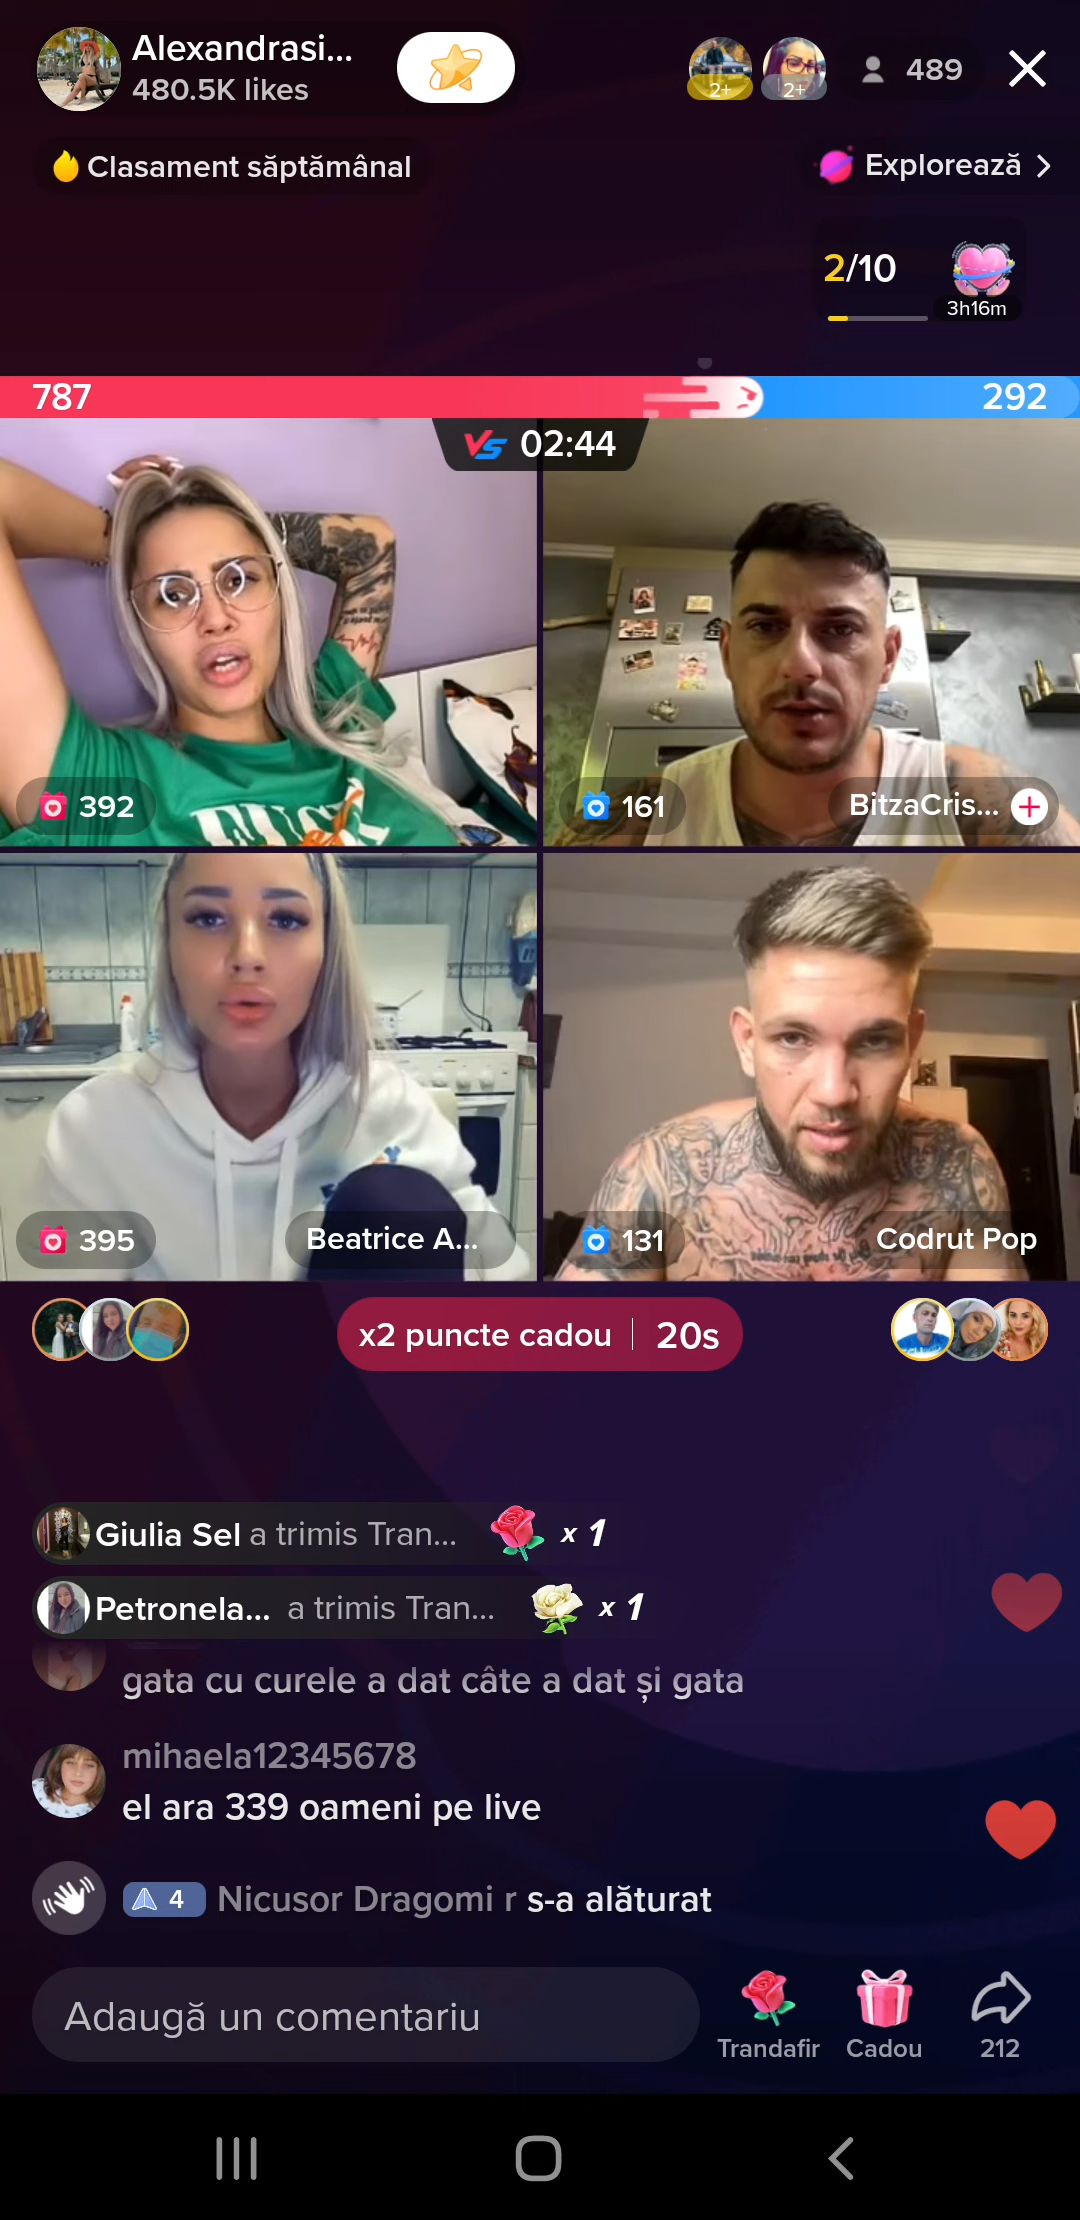 Alexandrasi...
480.5K likes
2+
2+
489
Clasament săptămânal
Explorează
2/10
3h16m
787
292
VS 02:44
392
161
BitzaCris...
395
Beatrice A...
131
Codrut Pop
x2 puncte cadou | 20s
Giulia Sel a trimis Tran... x 1
Petronela... a trimis Tran... x 1
gata cu curele a dat câte a dat și gata
mihaela12345678
el ara 339 oameni pe live
4 Nicusor Dragomi r s-a alăturat
Adaugă un comentariu
Trandafir
Cadou
212